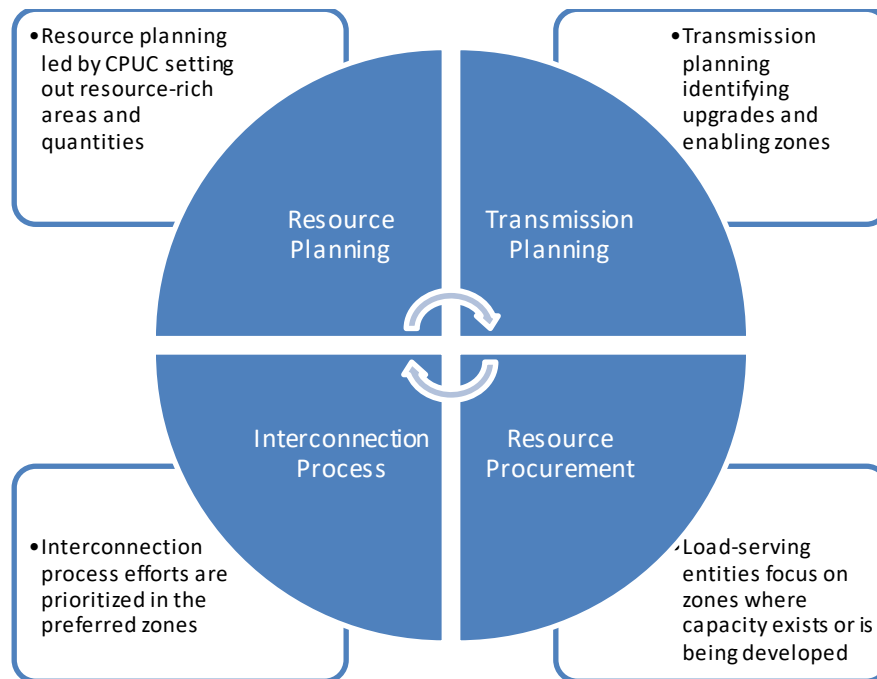 •Resource planning
led by CPUC setting
out resource-rich
areas and
quantities
•Transmission
planning
identifying
upgrades and
enabling zones
Resource
Planning
Transmission
Planning
Interconnection
Process
Resource
Procurement
•Interconnection
process efforts are
prioritized in the
preferred zones
•Load-serving
entities focus on
zones where
capacity exists or is
being developed